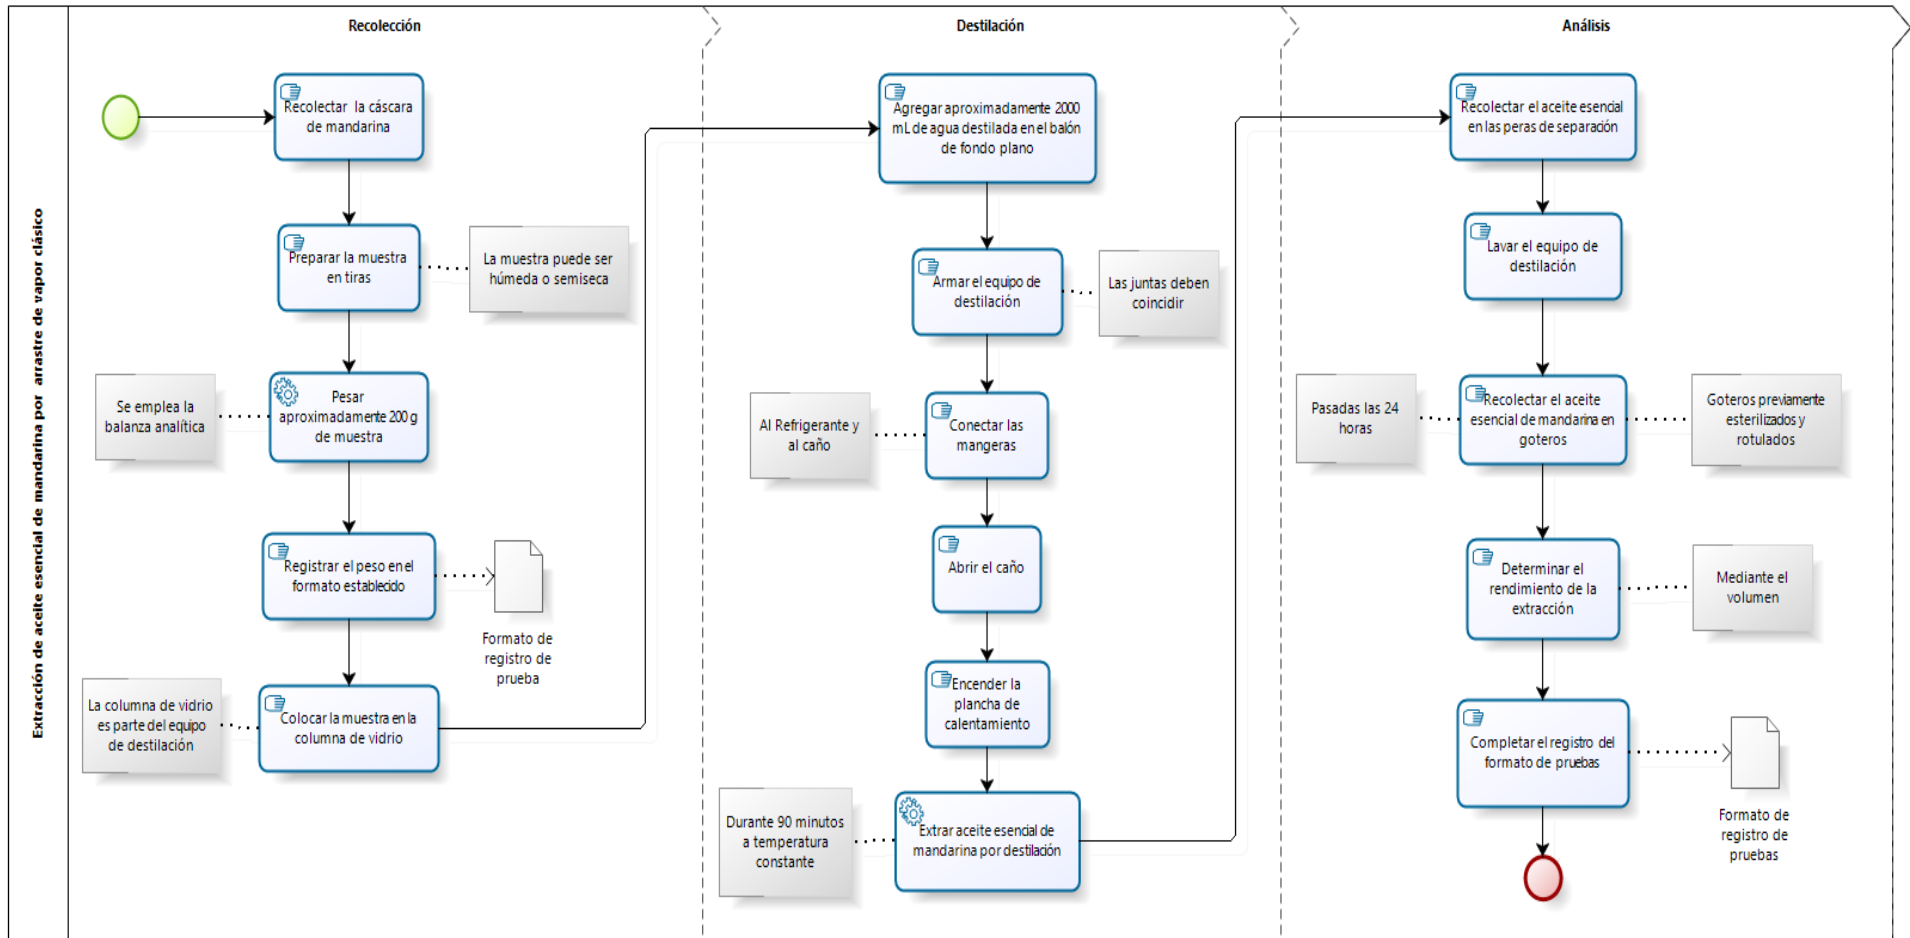 Extracción de aceite esencial de mandarina por arrastre de vapor clásico
Recolección
Recolectar la cáscara
de mandarina
Preparar la muestra
en tiras
La muestra puede ser
húmeda o semiseca
Pesar
aproximadamente 200 g
de muestra
Se emplea la
balanza analítica
Registrar el peso en el
formato establecido
Formato de
registro de
prueba
Colocar la muestra en la
columna de vidrio
La columna de vidrio
es parte del equipo
de destilación
Destilación
Agregar aproximadamente 2000
mL de agua destilada en el balón
de fondo plano
Armar el equipo de
destilación
Las juntas deben
coincidir
Conectar las
mangeras
Al Refrigerante y
al caño
Abrir el caño
Encender la
plancha de
calentamiento
Extrar aceite esencial de
mandarina por destilación
Durante 90 minutos
a temperatura
constante
Análisis
Recolectar el aceite esencial
en las peras de separación
Lavar el equipo de
destilación
Recolectar el aceite
esencial de mandarina en
goteros
Pasadas las 24
horas
Goteros previamente
esterilizados y
rotulados
Determinar el
rendimiento de la
extracción
Mediante el
volumen
Completar el registro del
formato de pruebas
Formato de
registro de
pruebas